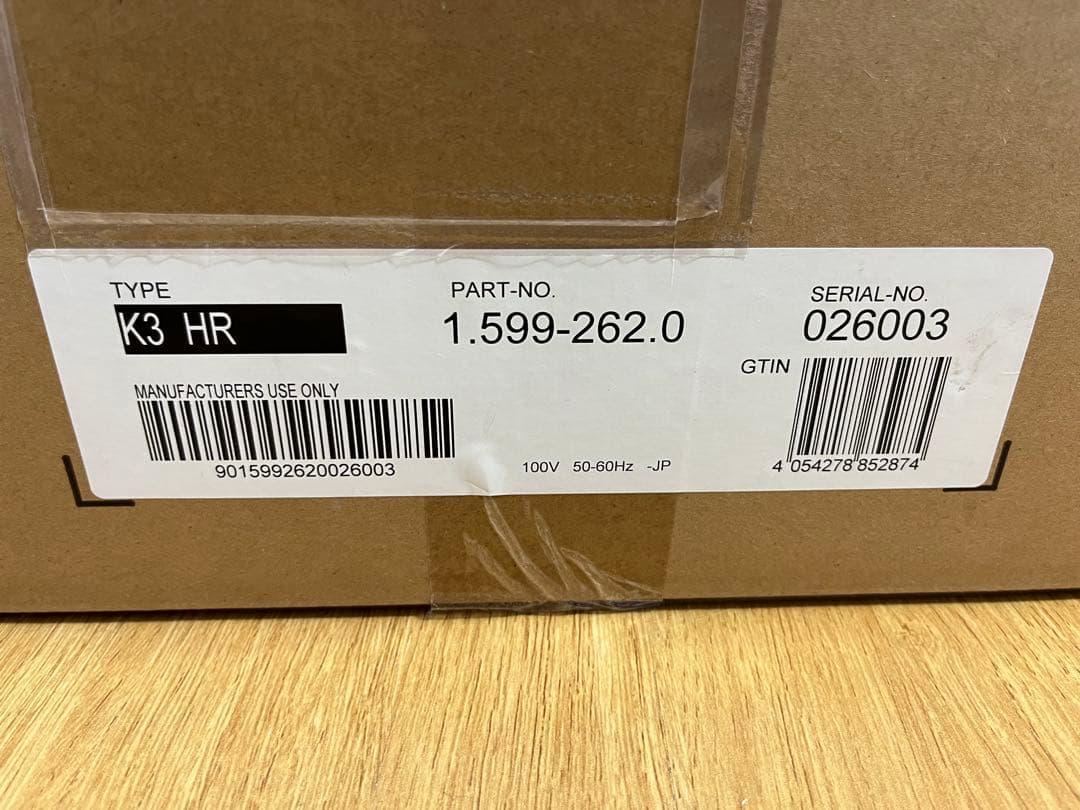 TYPE
K3 HR
PART-NO.
1.599-262.0
SERIAL-NO.
026003
GTIN
4 054278 852874
MANUFACTURERS USE ONLY
9015992620026003
100V 50-60Hz -JP